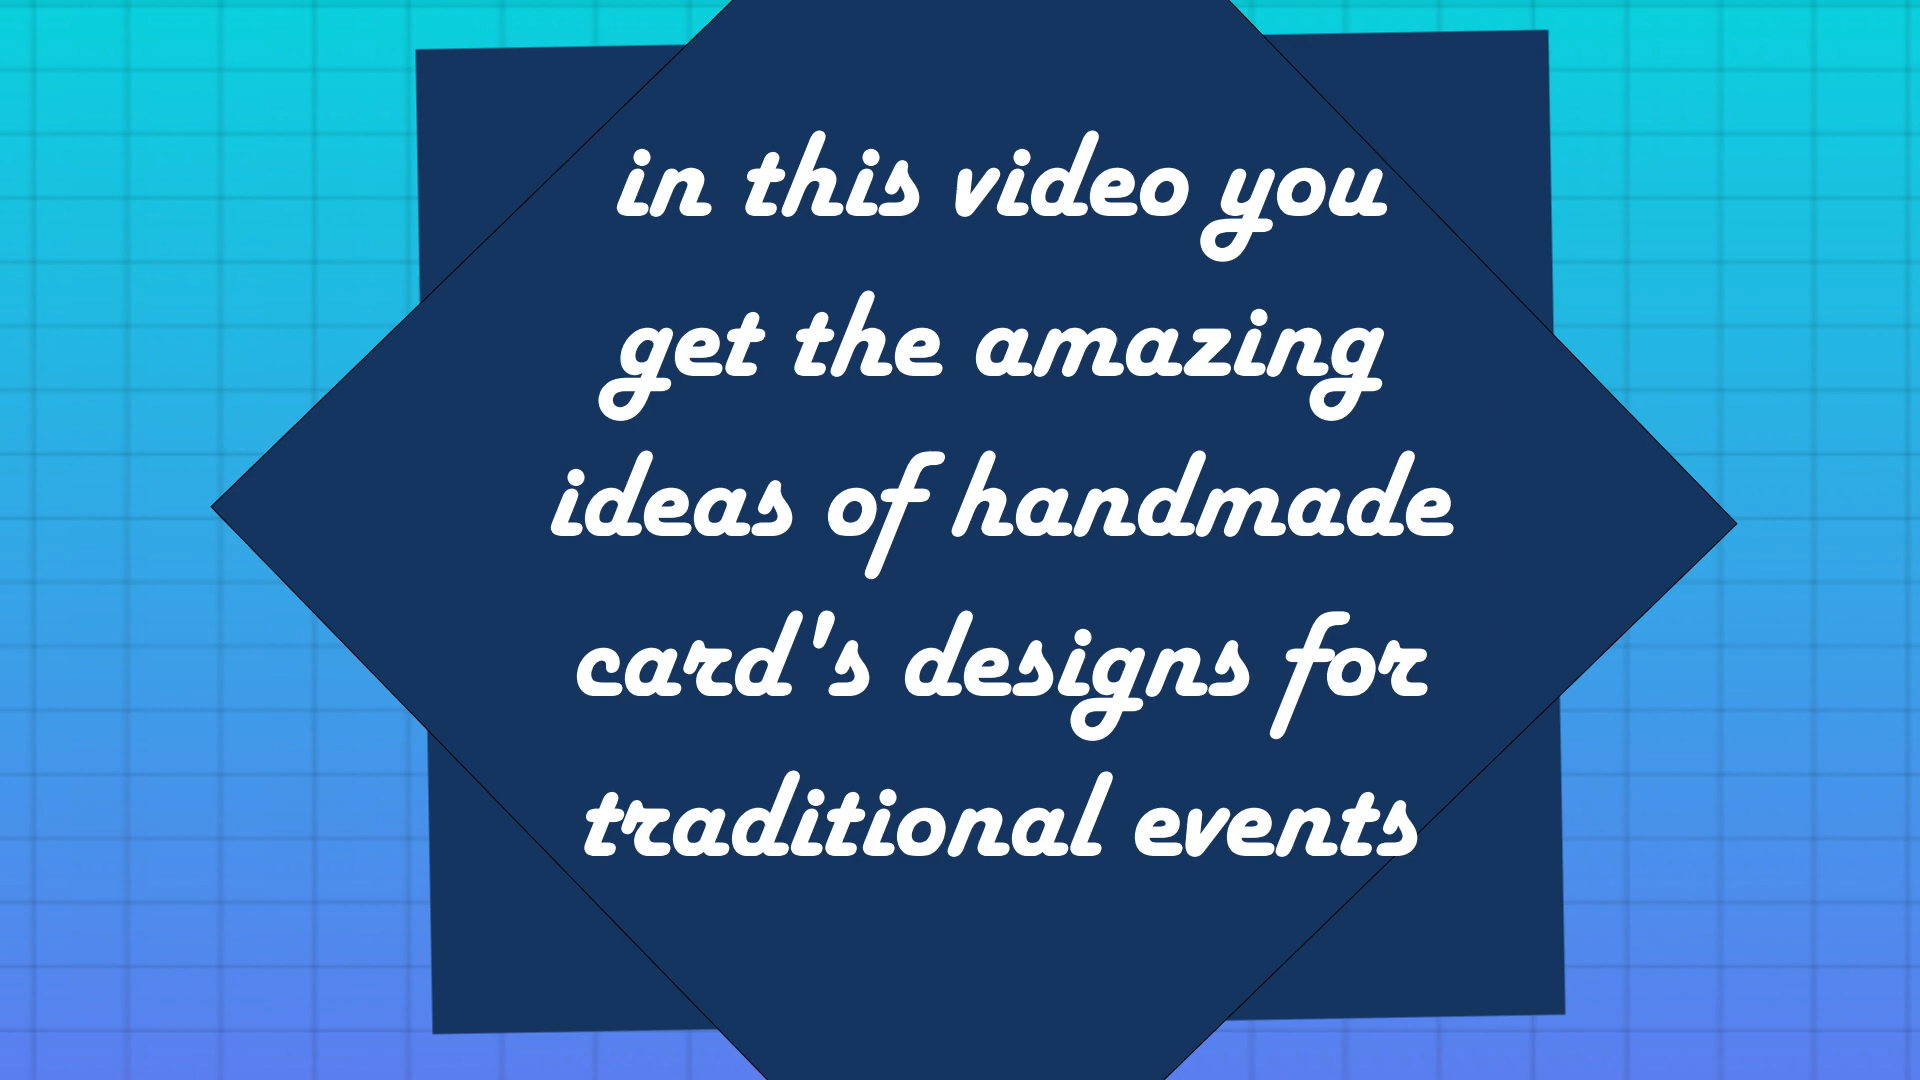 in this video you
get the amazing
ideas of handmade
card's designs for
traditional events